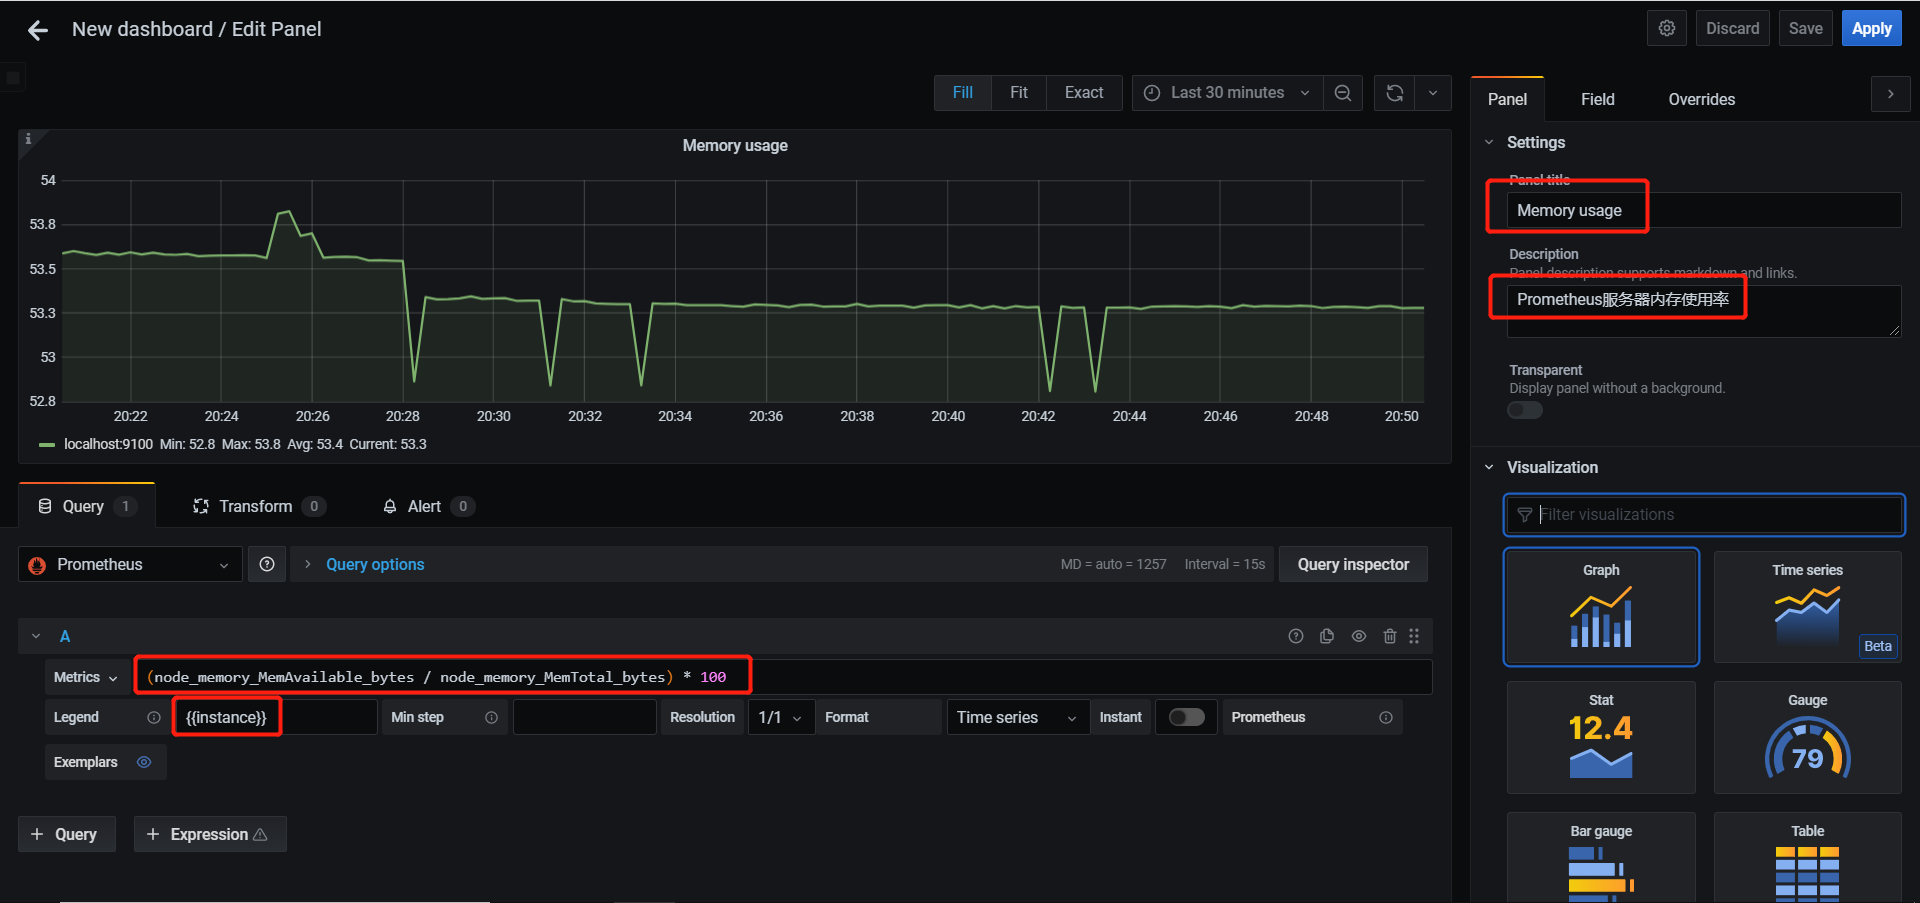 New dashboard / Edit Panel
Discard
Save
Apply
Fill
Fit
Exact
Last 30 minutes
Panel
Field
Overrides
Memory usage
54
53.8
53.5
53.3
53
52.8
20:22
20:24
20:26
20:28
20:30
20:32
20:34
20:36
20:38
20:40
20:42
20:44
20:46
20:48
20:50
localhost:9100 Min: 52.8 Max: 53.8 Avg: 53.4 Current: 53.3
Settings
Panel title
Memory usage
Description
Panel description supports markdown and links.
Prometheus服务器内存使用率
Transparent
Display panel without a background.
Query 1
Transform 0
Alert 0
Prometheus
Query options
MD = auto = 1257
Interval = 15s
Query inspector
A
Metrics
(node_memory_MemAvailable_bytes / node_memory_MemTotal_bytes) * 100
Legend
{{instance}}
Min step
Resolution
1/1
Format
Time series
Instant
Prometheus
Exemplars
+ Query
+ Expression
Visualization
Filter visualizations
Graph
Time series
Beta
Stat
12.4
Gauge
79
Bar gauge
Table